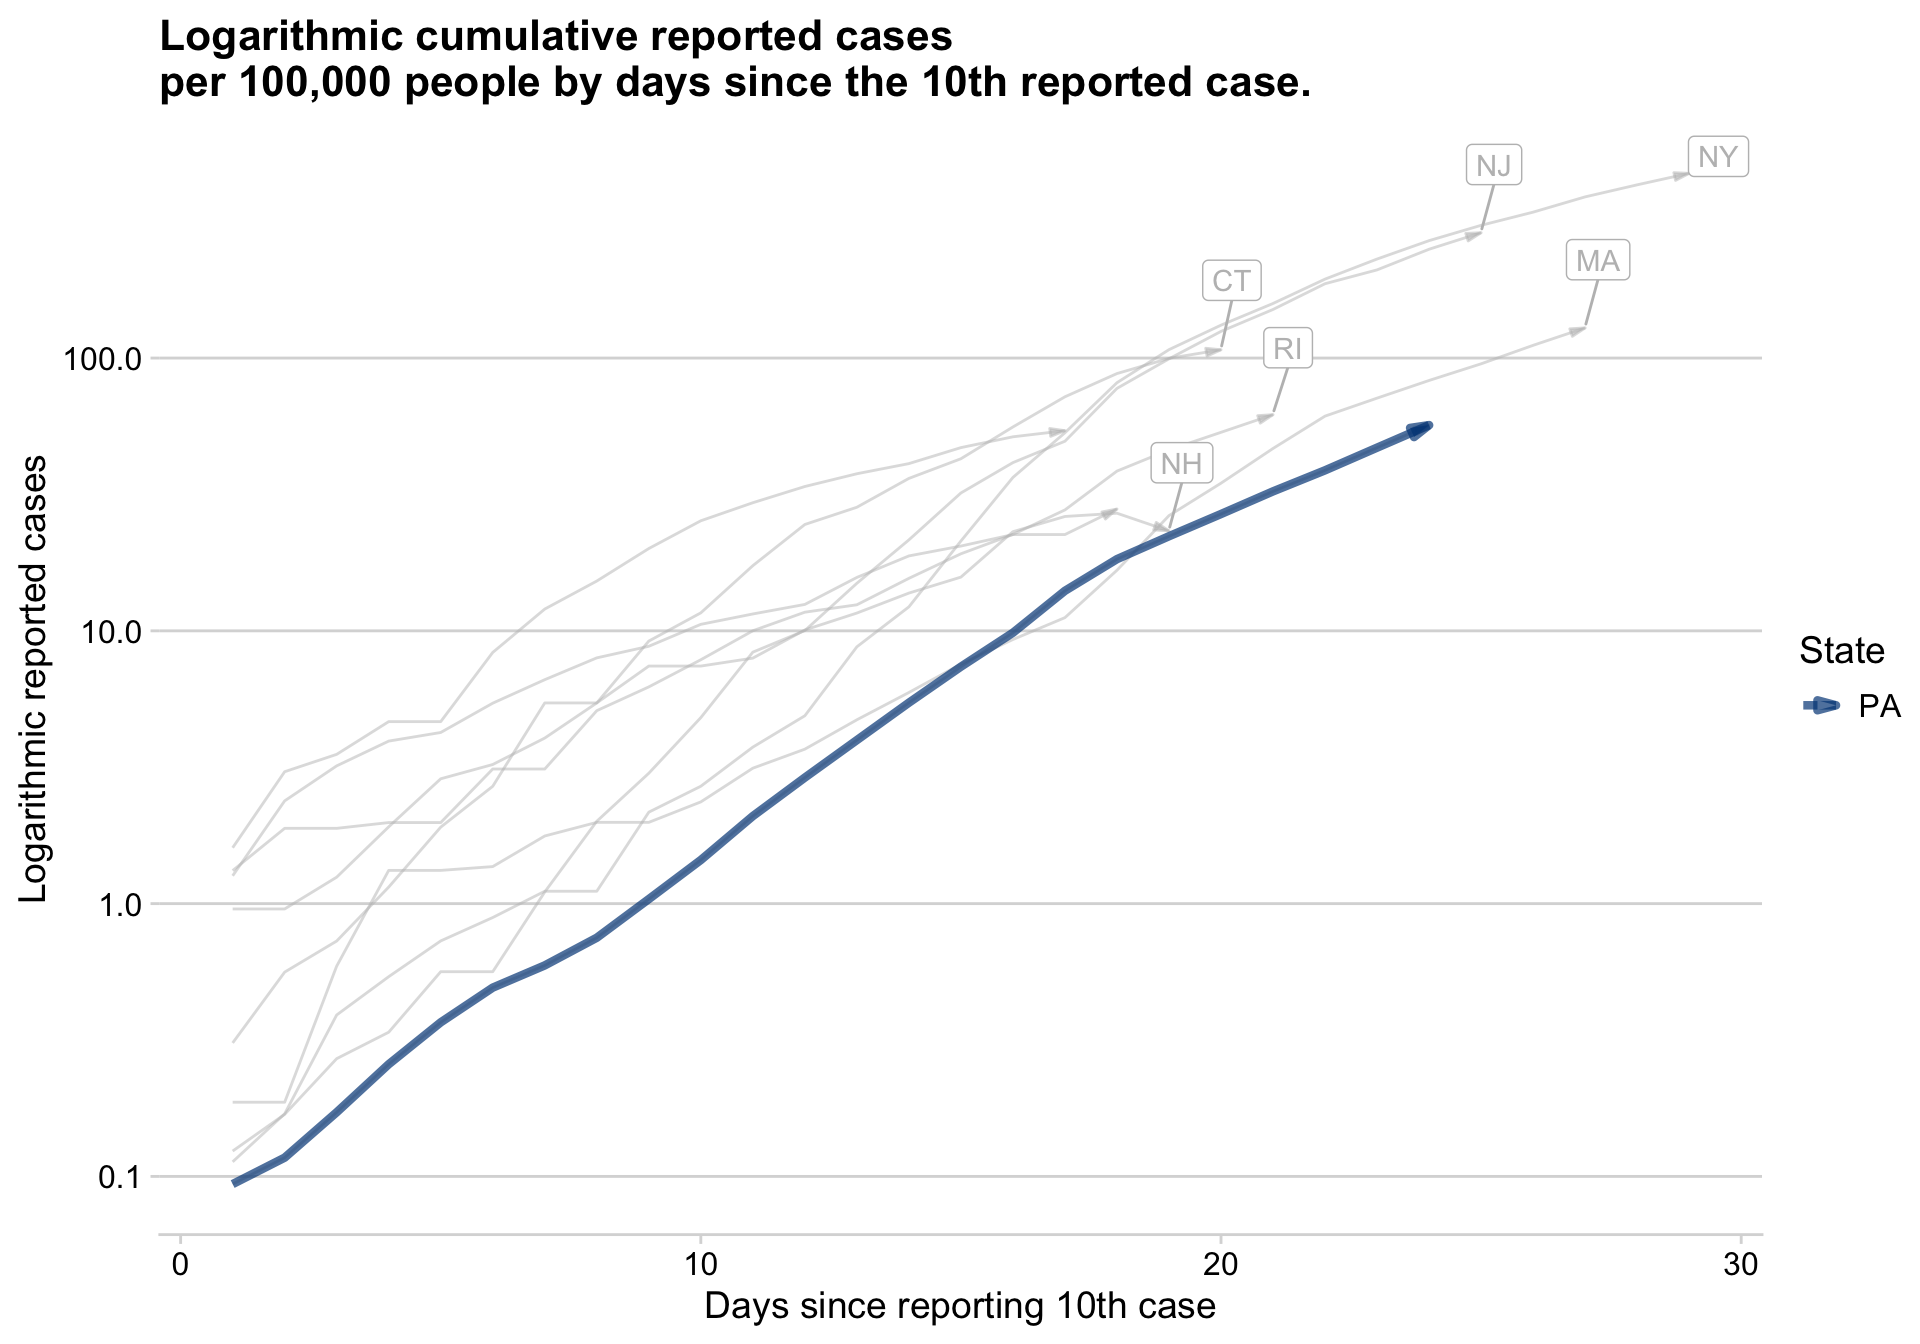 Logarithmic cumulative reported cases
per 100,000 people by days since the 10th reported case.
NY
NJ
MA
CT
RI
NH
100.0
10.0
1.0
0.1
Logarithmic reported cases
State
PA
0
10
20
30
Days since reporting 10th case